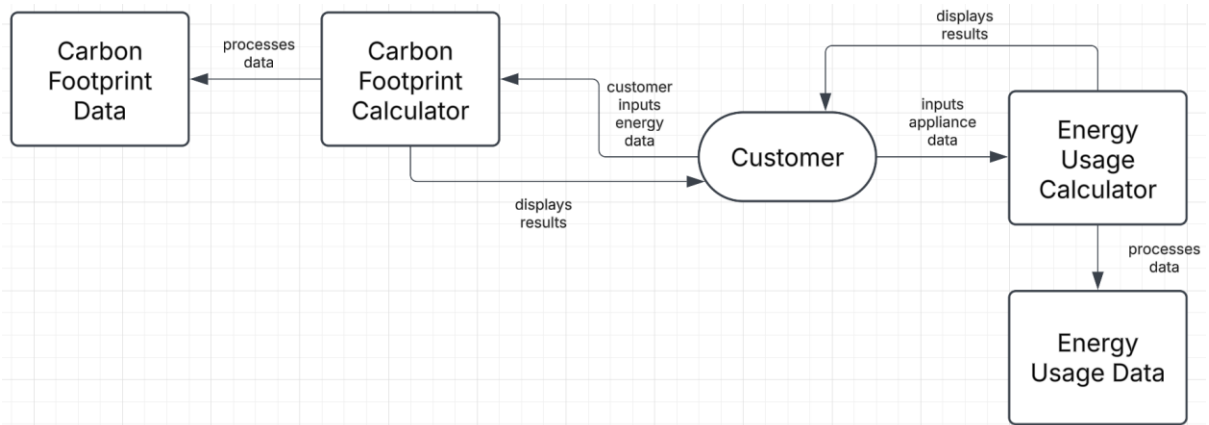 Carbon
Footprint
Data
processes
data
Carbon
Footprint
Calculator
customer
inputs
energy
data
displays
results
Customer
displays
results
inputs
appliance
data
Energy
Usage
Calculator
processes
data
Energy
Usage Data